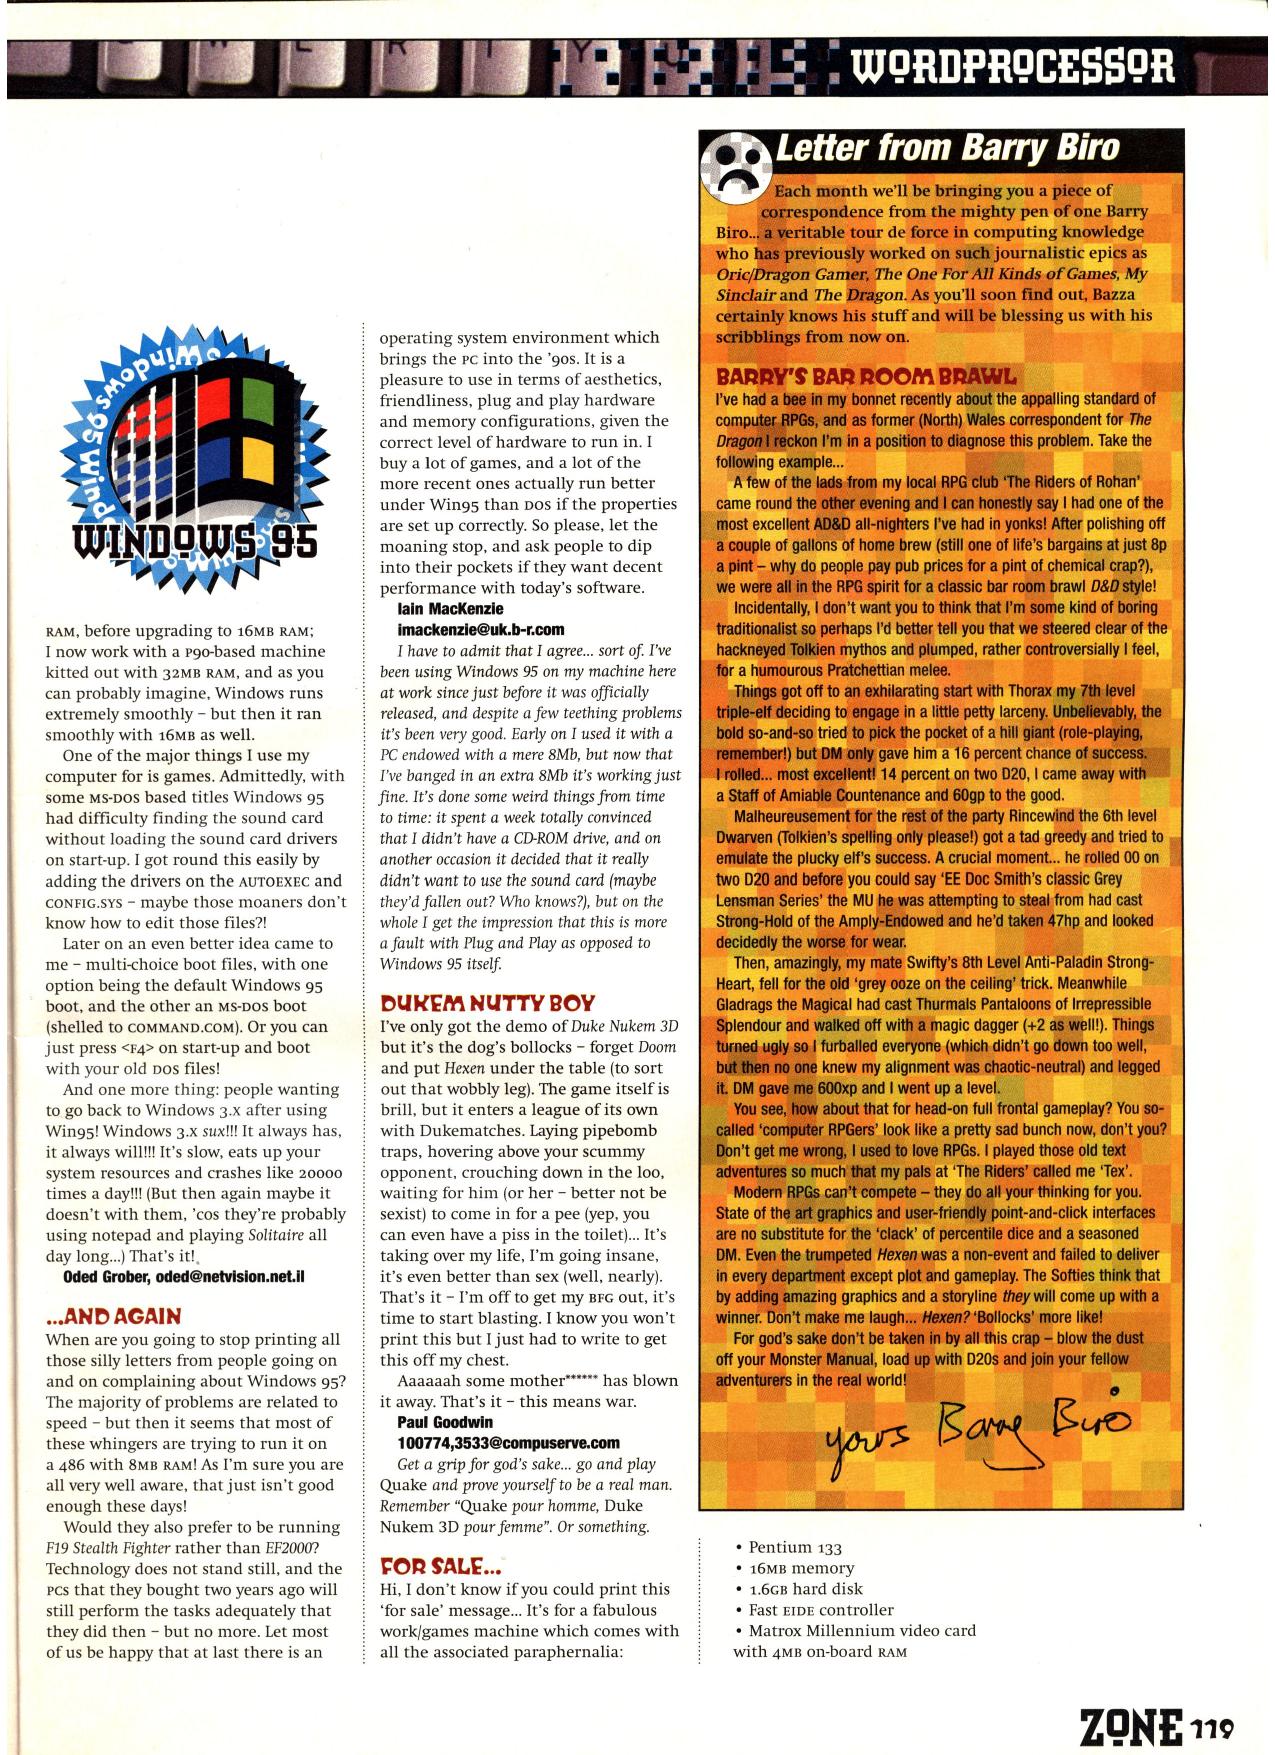 Q W E R T Y
WORDPROCESSOR
Windows 95
WINDOWS 95
RAM, before upgrading to 16MB RAM;
I now work with a P90-based machine
kitted out with 32MB RAM, and as you
can probably imagine, Windows runs
extremely smoothly – but then it ran
smoothly with 16MB as well.
One of the major things I use my
computer for is games. Admittedly, with
some MS-DOS based titles Windows 95
had difficulty finding the sound card
without loading the sound card drivers
on start-up. I got round this easily by
adding the drivers on the AUTOEXEC and
CONFIG.SYS – maybe those moaners don't
know how to edit those files?!
Later on an even better idea came to
me – multi-choice boot files, with one
option being the default Windows 95
boot, and the other an MS-DOS boot
(shelled to COMMAND.COM). Or you can
just press <F4> on start-up and boot
with your old DOS files!
And one more thing: people wanting
to go back to Windows 3.x after using
Win95! Windows 3.x sux!!! It always has,
it always will!!! It's slow, eats up your
system resources and crashes like 20000
times a day!!! (But then again maybe it
doesn't with them, 'cos they're probably
using notepad and playing Solitaire all
day long...) That's it!
Oded Grober, oded@netvision.net.il
...AND AGAIN
When are you going to stop printing all
those silly letters from people going on
and on complaining about Windows 95?
The majority of problems are related to
speed – but then it seems that most of
these whingers are trying to run it on
a 486 with 8MB RAM! As I'm sure you are
all very well aware, that just isn't good
enough these days!
Would they also prefer to be running
F19 Stealth Fighter rather than EF2000?
Technology does not stand still, and the
PCs that they bought two years ago will
still perform the tasks adequately that
they did then – but no more. Let most
of us be happy that at last there is an
operating system environment which
brings the PC into the '90s. It is a
pleasure to use in terms of aesthetics,
friendliness, plug and play hardware
and memory configurations, given the
correct level of hardware to run in. I
buy a lot of games, and a lot of the
more recent ones actually run better
under Win95 than DOS if the properties
are set up correctly. So please, let the
moaning stop, and ask people to dip
into their pockets if they want decent
performance with today's software.
Iain MacKenzie
imackenzie@uk.b-r.com
I have to admit that I agree... sort of. I've
been using Windows 95 on my machine here
at work since just before it was officially
released, and despite a few teething problems
it's been very good. Early on I used it with a
PC endowed with a mere 8Mb, but now that
I've banged in an extra 8Mb it's working just
fine. It's done some weird things from time
to time: it spent a week totally convinced
that I didn't have a CD-ROM drive, and on
another occasion it decided that it really
didn't want to use the sound card (maybe
they'd fallen out? Who knows?), but on the
whole I get the impression that this is more
a fault with Plug and Play as opposed to
Windows 95 itself.
DUKEM NUTTY BOY
I've only got the demo of Duke Nukem 3D
but it's the dog's bollocks – forget Doom
and put Hexen under the table (to sort
out that wobbly leg). The game itself is
brill, but it enters a league of its own
with Dukematches. Laying pipebomb
traps, hovering above your scummy
opponent, crouching down in the loo,
waiting for him (or her – better not be
sexist) to come in for a pee (yep, you
can even have a piss in the toilet)... It's
taking over my life, I'm going insane,
it's even better than sex (well, nearly).
That's it – I'm off to get my BFG out, it's
time to start blasting. I know you won't
print this but I just had to write to get
this off my chest.
Aaaaaah some mother****** has blown
it away. That's it – this means war.
Paul Goodwin
100774,3533@compuserve.com
Get a grip for god's sake... go and play
Quake and prove yourself to be a real man.
Remember "Quake pour homme, Duke
Nukem 3D pour femme". Or something.
FOR SALE...
Hi, I don't know if you could print this
'for sale' message... It's for a fabulous
work/games machine which comes with
all the associated paraphernalia:
Letter from Barry Biro
Each month we'll be bringing you a piece of
correspondence from the mighty pen of one Barry
Biro... a veritable tour de force in computing knowledge
who has previously worked on such journalistic epics as
Oric/Dragon Gamer, The One For All Kinds of Games, My
Sinclair and The Dragon. As you'll soon find out, Bazza
certainly knows his stuff and will be blessing us with his
scribblings from now on.
BARRY'S BAR ROOM BRAWL
I've had a bee in my bonnet recently about the appalling standard of
computer RPGs, and as former (North) Wales correspondent for The
Dragon I reckon I'm in a position to diagnose this problem. Take the
following example...
A few of the lads from my local RPG club 'The Riders of Rohan'
came round the other evening and I can honestly say I had one of the
most excellent AD&D all-nighters I've had in yonks! After polishing off
a couple of gallons of home brew (still one of life's bargains at just 8p
a pint – why do people pay pub prices for a pint of chemical crap?),
we were all in the RPG spirit for a classic bar room brawl D&D style!
Incidentally, I don't want you to think that I'm some kind of boring
traditionalist so perhaps I'd better tell you that we steered clear of the
hackneyed Tolkien mythos and plumped, rather controversially I feel,
for a humourous Pratchettian melee.
Things got off to an exhilarating start with Thorax my 7th level
triple-elf deciding to engage in a little petty larceny. Unbelievably, the
bold so-and-so tried to pick the pocket of a hill giant (role-playing,
remember!) but DM only gave him a 16 percent chance of success.
I rolled... most excellent! 14 percent on two D20, I came away with
a Staff of Amiable Countenance and 60gp to the good.
Malheureusement for the rest of the party Rincewind the 6th level
Dwarven (Tolkien's spelling only please!) got a tad greedy and tried to
emulate the plucky elf's success. A crucial moment... he rolled 00 on
two D20 and before you could say 'EE Doc Smith's classic Grey
Lensman Series' the MU he was attempting to steal from had cast
Strong-Hold of the Amply-Endowed and he'd taken 47hp and looked
decidedly the worse for wear.
Then, amazingly, my mate Swifty's 8th Level Anti-Paladin Strong-
Heart, fell for the old 'grey ooze on the ceiling' trick. Meanwhile
Gladrags the Magical had cast Thurmals Pantaloons of Irrepressible
Splendour and walked off with a magic dagger (+2 as well!). Things
turned ugly so I furballed everyone (which didn't go down too well,
but then no one knew my alignment was chaotic-neutral) and legged
it. DM gave me 600xp and I went up a level.
You see, how about that for head-on full frontal gameplay? You so-
called 'computer RPGers' look like a pretty sad bunch now, don't you?
Don't get me wrong, I used to love RPGs. I played those old text
adventures so much that my pals at 'The Riders' called me 'Tex'.
Modern RPGs can't compete – they do all your thinking for you.
State of the art graphics and user-friendly point-and-click interfaces
are no substitute for the 'clack' of percentile dice and a seasoned
DM. Even the trumpeted Hexen was a non-event and failed to deliver
in every department except plot and gameplay. The Softies think that
by adding amazing graphics and a storyline they will come up with a
winner. Don't make me laugh... Hexen? 'Bollocks' more like!
For god's sake don't be taken in by all this crap – blow the dust
off your Monster Manual, load up with D20s and join your fellow
adventurers in the real world!
yours Barry Biro
• Pentium 133
• 16MB memory
• 1.6GB hard disk
• Fast EIDE controller
• Matrox Millennium video card
with 4MB on-board RAM
ZONE 119